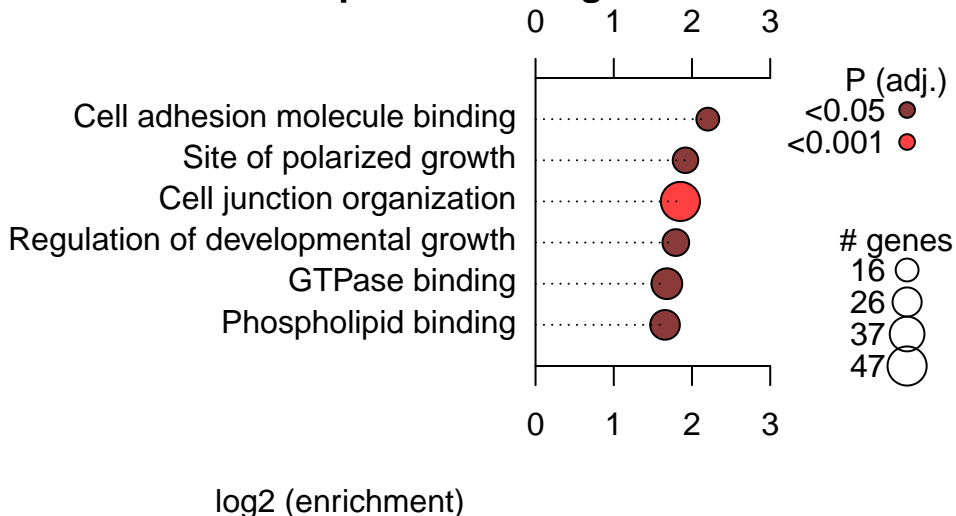 0 1 2 3
P (adj.)
<0.05
<0.001
Cell adhesion molecule binding
Site of polarized growth
Cell junction organization
Regulation of developmental growth
GTPase binding
Phospholipid binding
# genes
16
26
37
47
0 1 2 3
log2 (enrichment)